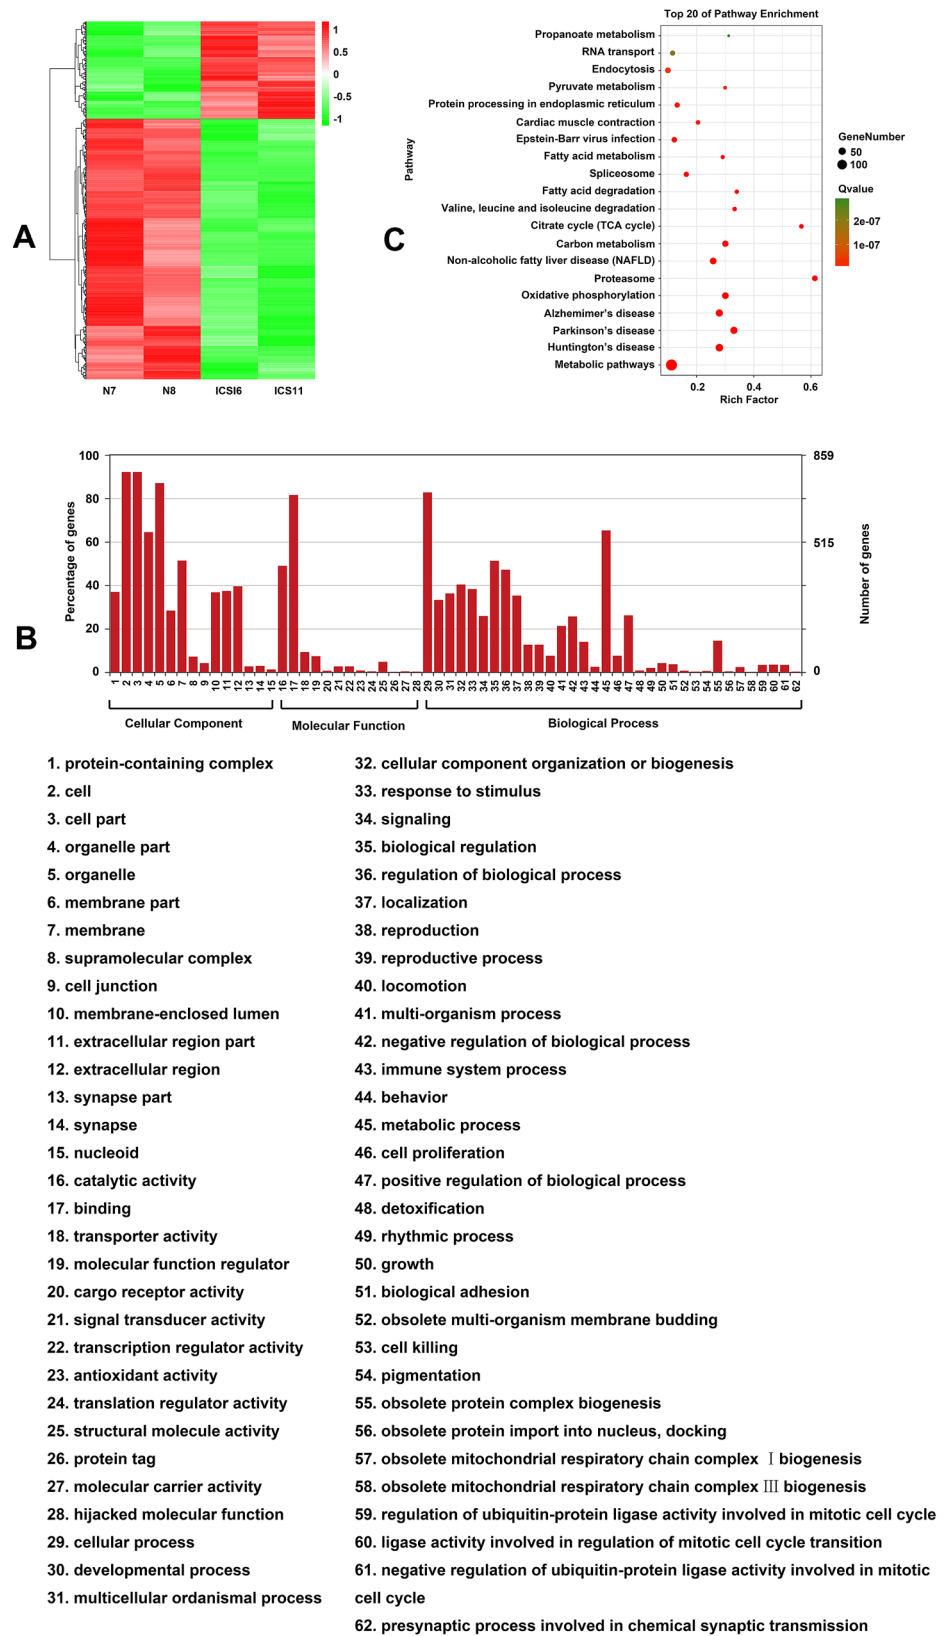 A
1
0.5
0
-0.5
-1
N7
N8
ICSI6
ICS11
C
Top 20 of Pathway Enrichment
Pathway
Propanoate metabolism
RNA transport
Endocytosis
Pyruvate metabolism
Protein processing in endoplasmic reticulum
Cardiac muscle contraction
Epstein-Barr virus infection
Fatty acid metabolism
Spliceosome
Fatty acid degradation
Valine, leucine and isoleucine degradation
Citrate cycle (TCA cycle)
Carbon metabolism
Non-alcoholic fatty liver disease (NAFLD)
Proteasome
Oxidative phosphorylation
Alzhemimer's disease
Parkinson's disease
Huntington's disease
Metabolic pathways
0.2 0.4 0.6
Rich Factor
GeneNumber
50
100
Qvalue
2e-07
1e-07
B
Percentage of genes
100
80
60
40
20
0
859
515
0
Number of genes
1 2 3 4 5 6 7 8 9 10 11 12 13 14 15 16 17 18 19 20 21 22 23 24 25 26 27 28 29 30 31 32 33 34 35 36 37 38 39 40 41 42 43 44 45 46 47 48 49 50 51 52 53 54 55 56 57 58 59 60 61 62
Cellular Component
Molecular Function
Biological Process
1. protein-containing complex
2. cell
3. cell part
4. organelle part
5. organelle
6. membrane part
7. membrane
8. supramolecular complex
9. cell junction
10. membrane-enclosed lumen
11. extracellular region part
12. extracellular region
13. synapse part
14. synapse
15. nucleoid
16. catalytic activity
17. binding
18. transporter activity
19. molecular function regulator
20. cargo receptor activity
21. signal transducer activity
22. transcription regulator activity
23. antioxidant activity
24. translation regulator activity
25. structural molecule activity
26. protein tag
27. molecular carrier activity
28. hijacked molecular function
29. cellular process
30. developmental process
31. multicellular ordanismal process
32. cellular component organization or biogenesis
33. response to stimulus
34. signaling
35. biological regulation
36. regulation of biological process
37. localization
38. reproduction
39. reproductive process
40. locomotion
41. multi-organism process
42. negative regulation of biological process
43. immune system process
44. behavior
45. metabolic process
46. cell proliferation
47. positive regulation of biological process
48. detoxification
49. rhythmic process
50. growth
51. biological adhesion
52. obsolete multi-organism membrane budding
53. cell killing
54. pigmentation
55. obsolete protein complex biogenesis
56. obsolete protein import into nucleus, docking
57. obsolete mitochondrial respiratory chain complex Ⅰ biogenesis
58. obsolete mitochondrial respiratory chain complex Ⅲ biogenesis
59. regulation of ubiquitin-protein ligase activity involved in mitotic cell cycle
60. ligase activity involved in regulation of mitotic cell cycle transition
61. negative regulation of ubiquitin-protein ligase activity involved in mitotic
cell cycle
62. presynaptic process involved in chemical synaptic transmission